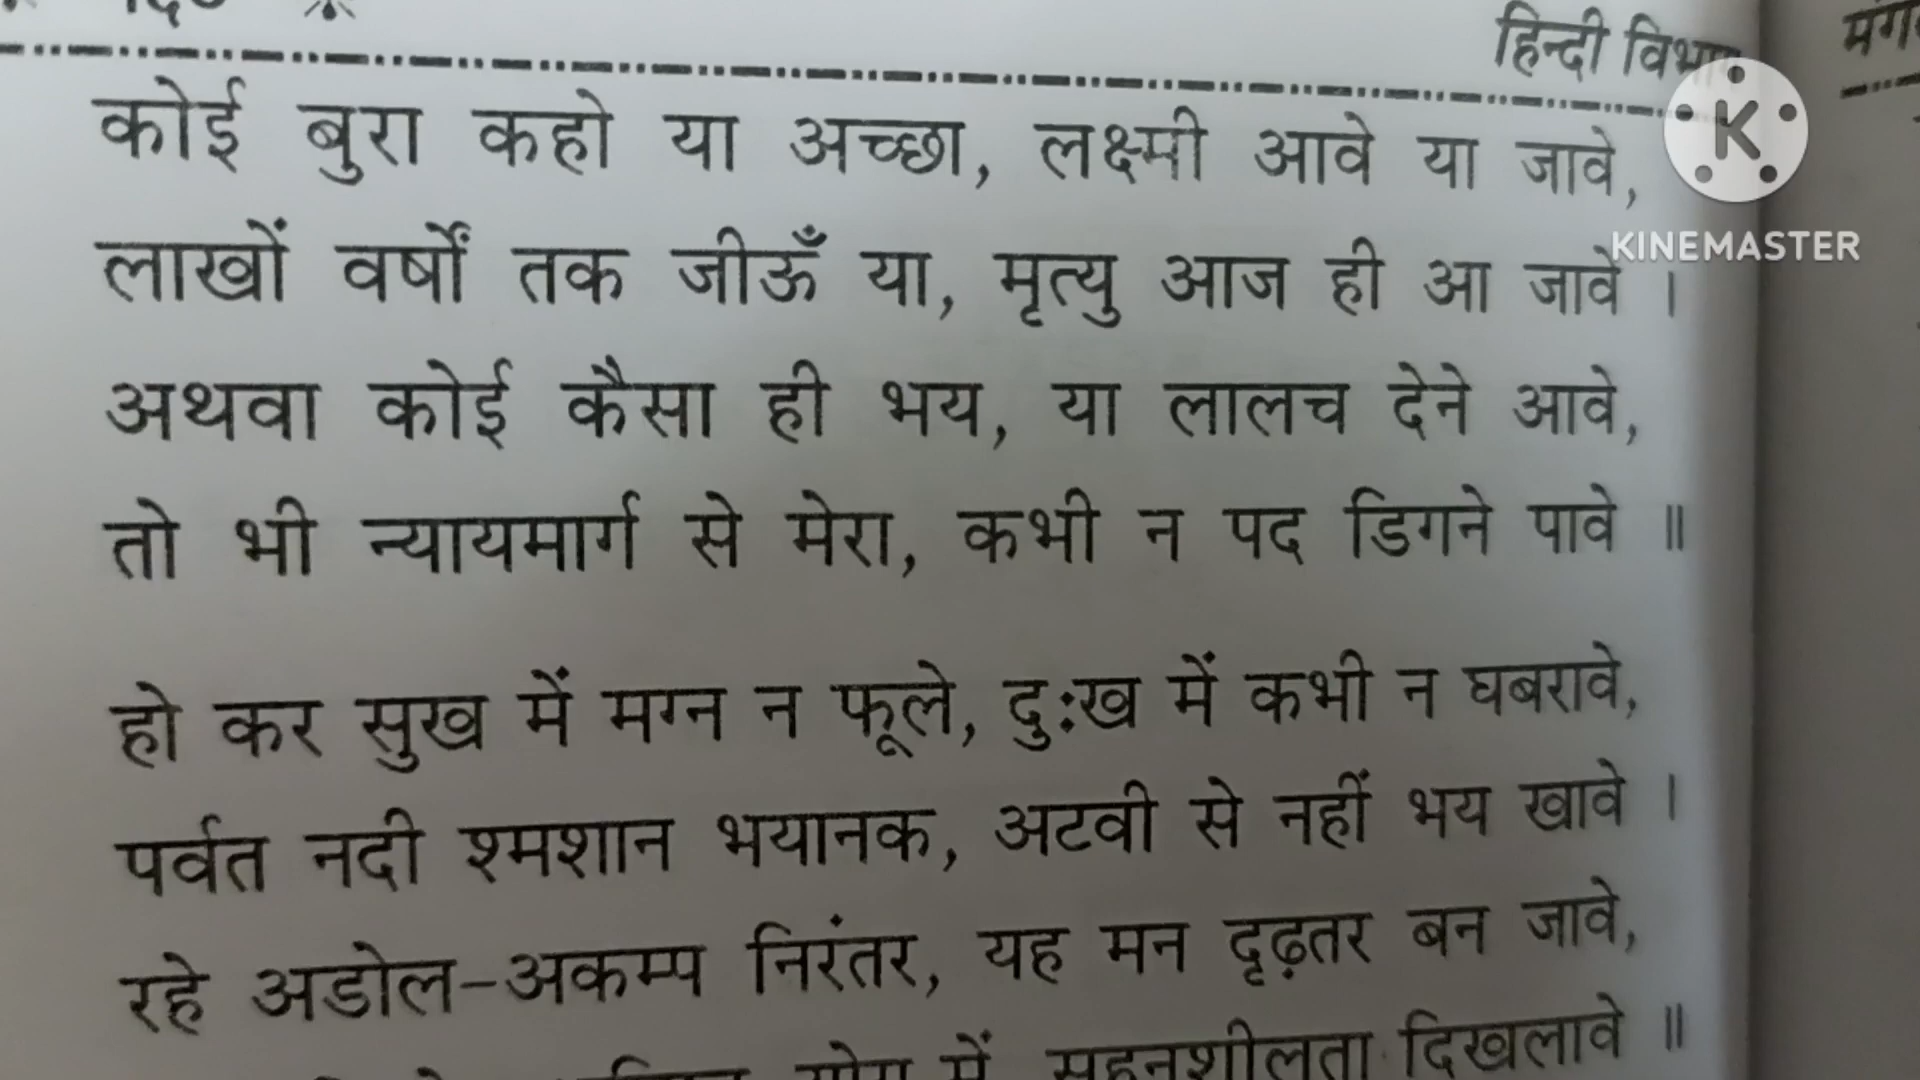 हिन्दी विभाग
कोई बुरा कहो या अच्छा, लक्ष्मी आवे या जावे,
लाखों वर्षों तक जीऊँ या, मृत्यु आज ही आ जावे ।
अथवा कोई कैसा ही भय, या लालच देने आवे,
तो भी न्यायमार्ग से मेरा, कभी न पद डिगने पावे ॥
हो कर सुख में मग्न न फूले, दुःख में कभी न घबरावे,
पर्वत नदी श्मशान भयानक, अटवी से नहीं भय खावे ।
रहे अडोल-अकम्प निरंतर, यह मन दृढ़तर बन जावे,
में सहनशीलता दिखलावे ॥
K
KINEMASTER